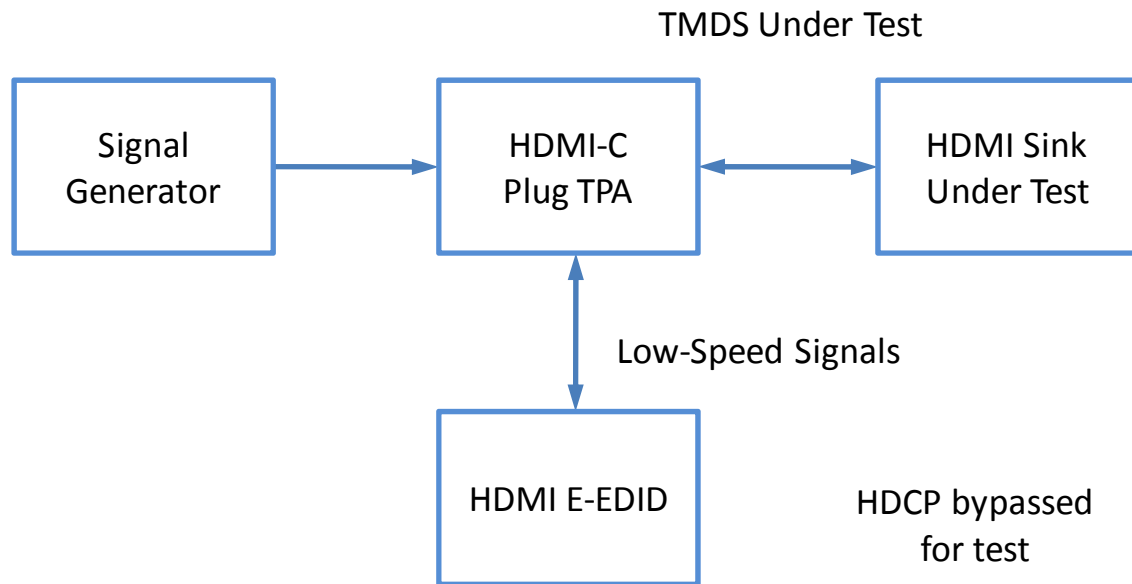 TMDS Under Test
Signal
Generator
HDMI-C
Plug TPA
HDMI Sink
Under Test
Low-Speed Signals
HDMI E-EDID
HDCP bypassed
for test